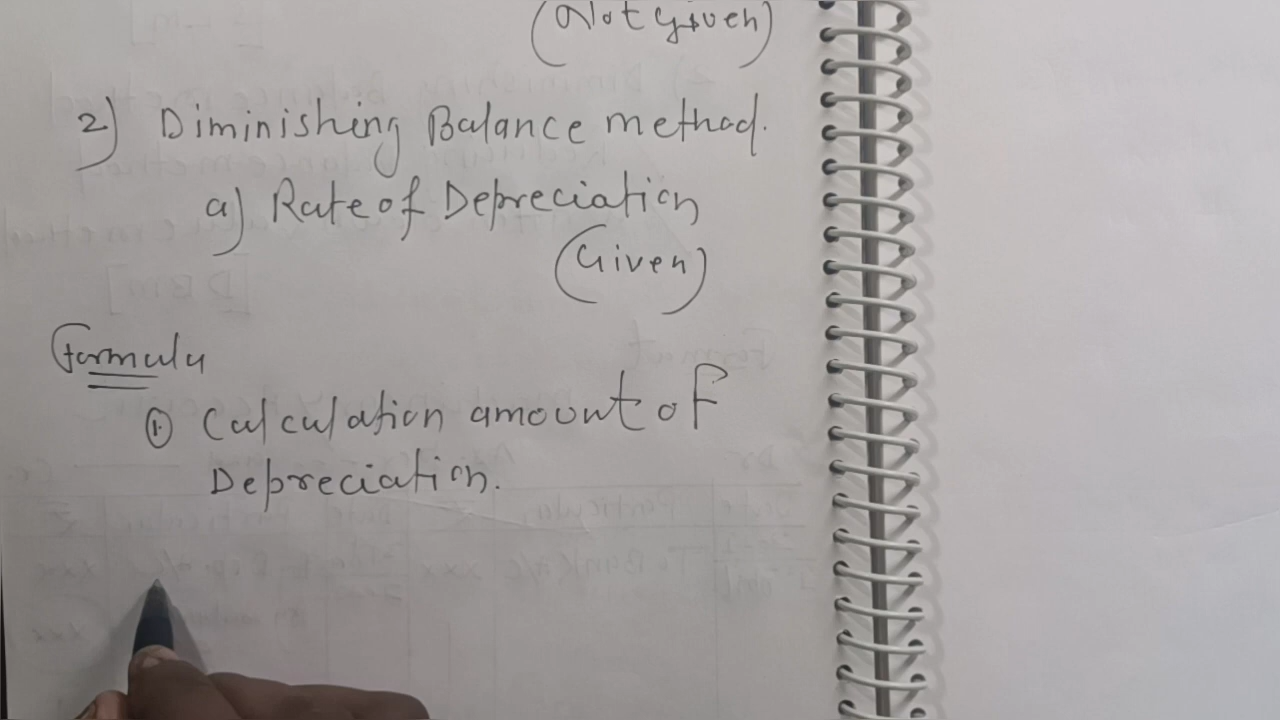 (Not Given)
2) Diminishing Balance method.
a) Rate of Depreciation
(Given)
Formula
① Calculation amount of
Depreciation.